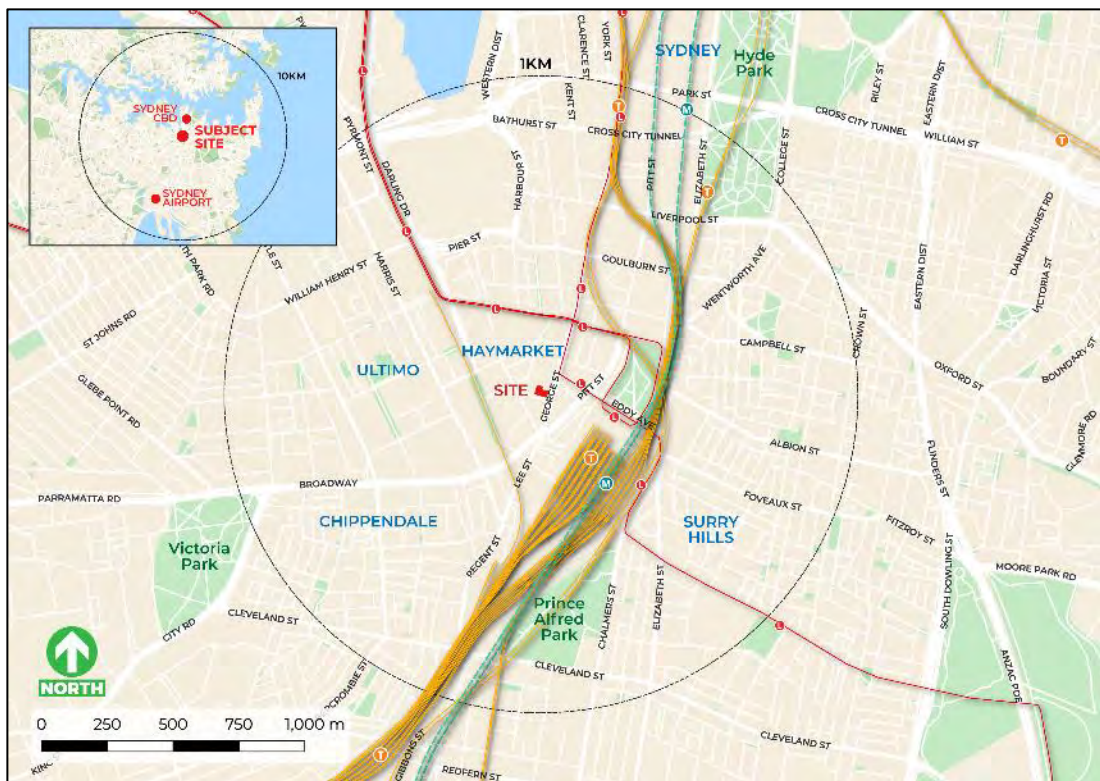 10KM
SYDNEY
CBD
SUBJECT
SITE
SYDNEY
AIRPORT
1KM
WESTERN DIST
CLARENCE ST
YORK ST
KENT ST
SYDNEY
Hyde
Park
PARK ST
RILEY ST
EASTERN DIST
BATHURST ST
CROSS CITY TUNNEL
CROSS CITY TUNNEL
WILLIAM ST
PYRMONT ST
DARLING DR
HARBOUR ST
PITT ST
ELIZABETH ST
COLLEGE ST
LIVERPOOL ST
DARLINGHURST RD
VICTORIA ST
PIER ST
GOULBURN ST
WENTWORTH AVE
EASTERN DIST
WILLIAM HENRY ST
HARRIS ST
ST JOHNS RD
CROWN ST
CAMPBELL ST
OXFORD ST
BOUNDARY ST
HAYMARKET
ULTIMO
SITE
GEORGE ST
PITT ST
EDDY AVE
GLEBE POINT RD
ALBION ST
FLINDERS ST
GLENMORE RD
LEE ST
PARRAMATTA RD
BROADWAY
FOVEAUX ST
FITZROY ST
CHIPPENDALE
SURRY
HILLS
Victoria
Park
REGENT ST
MOORE PARK RD
CLEVELAND ST
CITY RD
Prince
Alfred
Park
CHALMERS ST
ELIZABETH ST
SOUTH DOWLING ST
ANZAC PDE
CLEVELAND ST
NORTH
0 250 500 750 1,000 m
GIBBONS ST
REDFERN ST
CLEVELAND ST
T
T
T
T
T
M
M
L
L
L
L
L
L
L
L
L
L
L